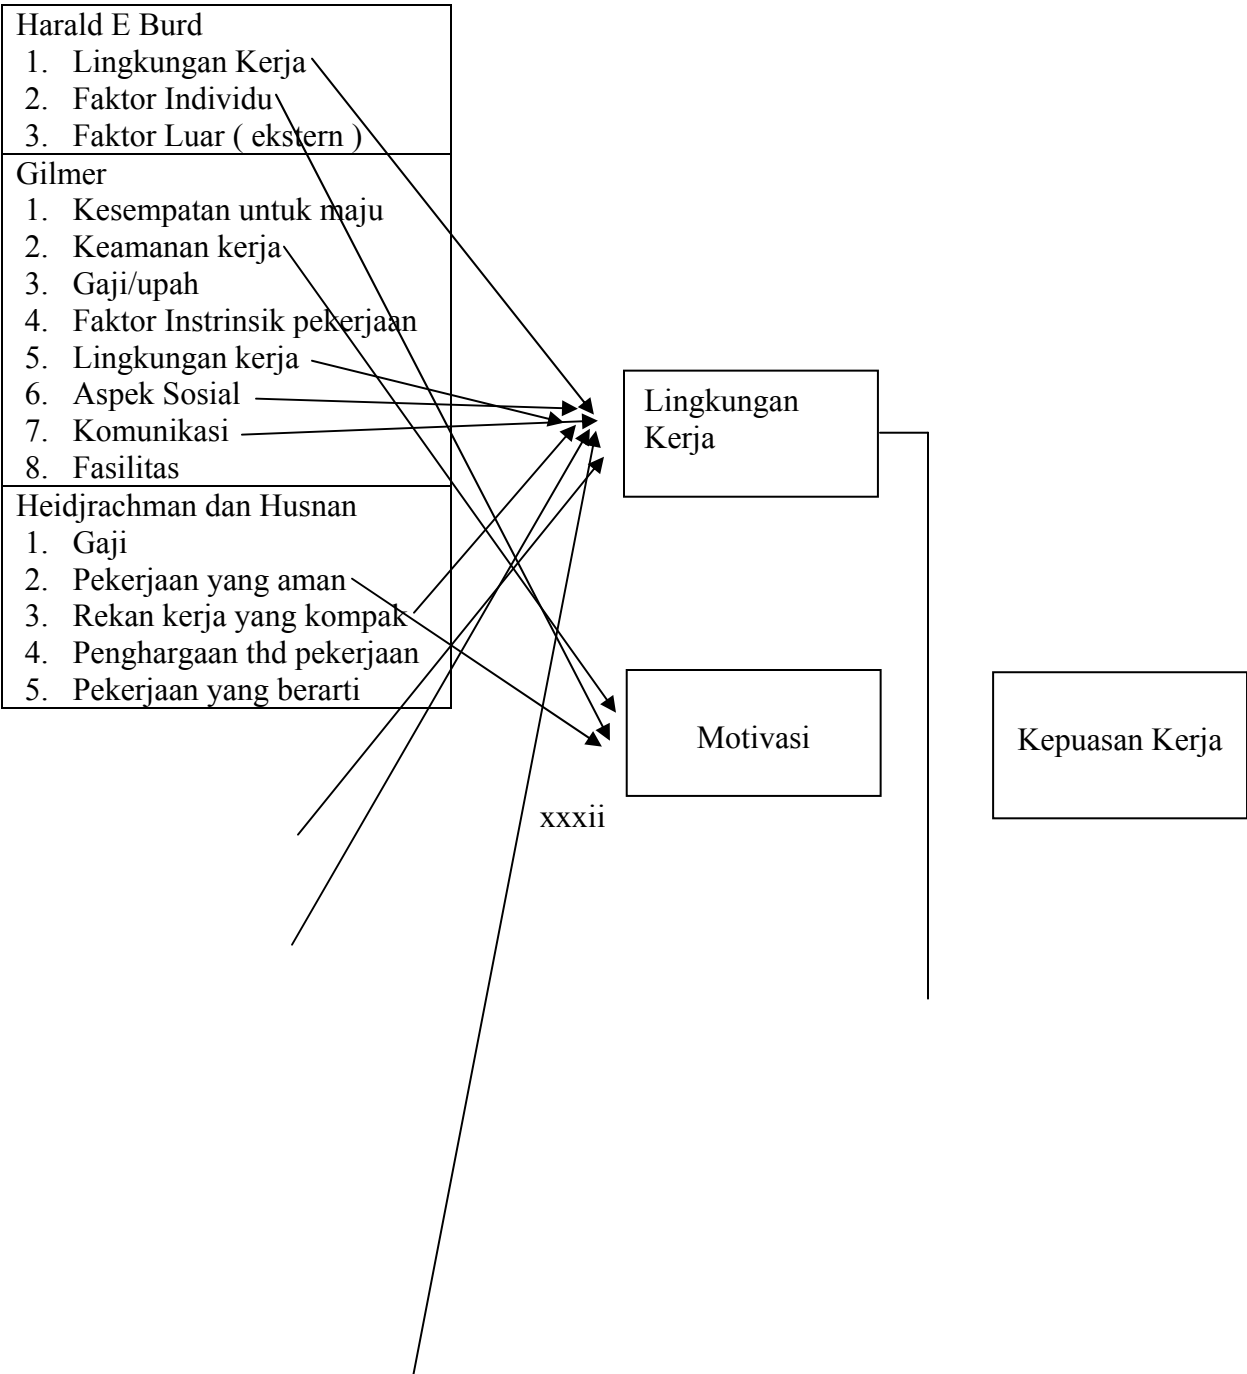 Harald E Burd
1. Lingkungan Kerja
2. Faktor Individu
3. Faktor Luar ( ekstern )
Gilmer
1. Kesempatan untuk maju
2. Keamanan kerja
3. Gaji/upah
4. Faktor Instrinsik pekerjaan
5. Lingkungan kerja
6. Aspek Sosial
7. Komunikasi
8. Fasilitas
Heidjrachman dan Husnan
1. Gaji
2. Pekerjaan yang aman
3. Rekan kerja yang kompak
4. Penghargaan thd pekerjaan
5. Pekerjaan yang berarti
Lingkungan
Kerja
Motivasi
Kepuasan Kerja
xxxii